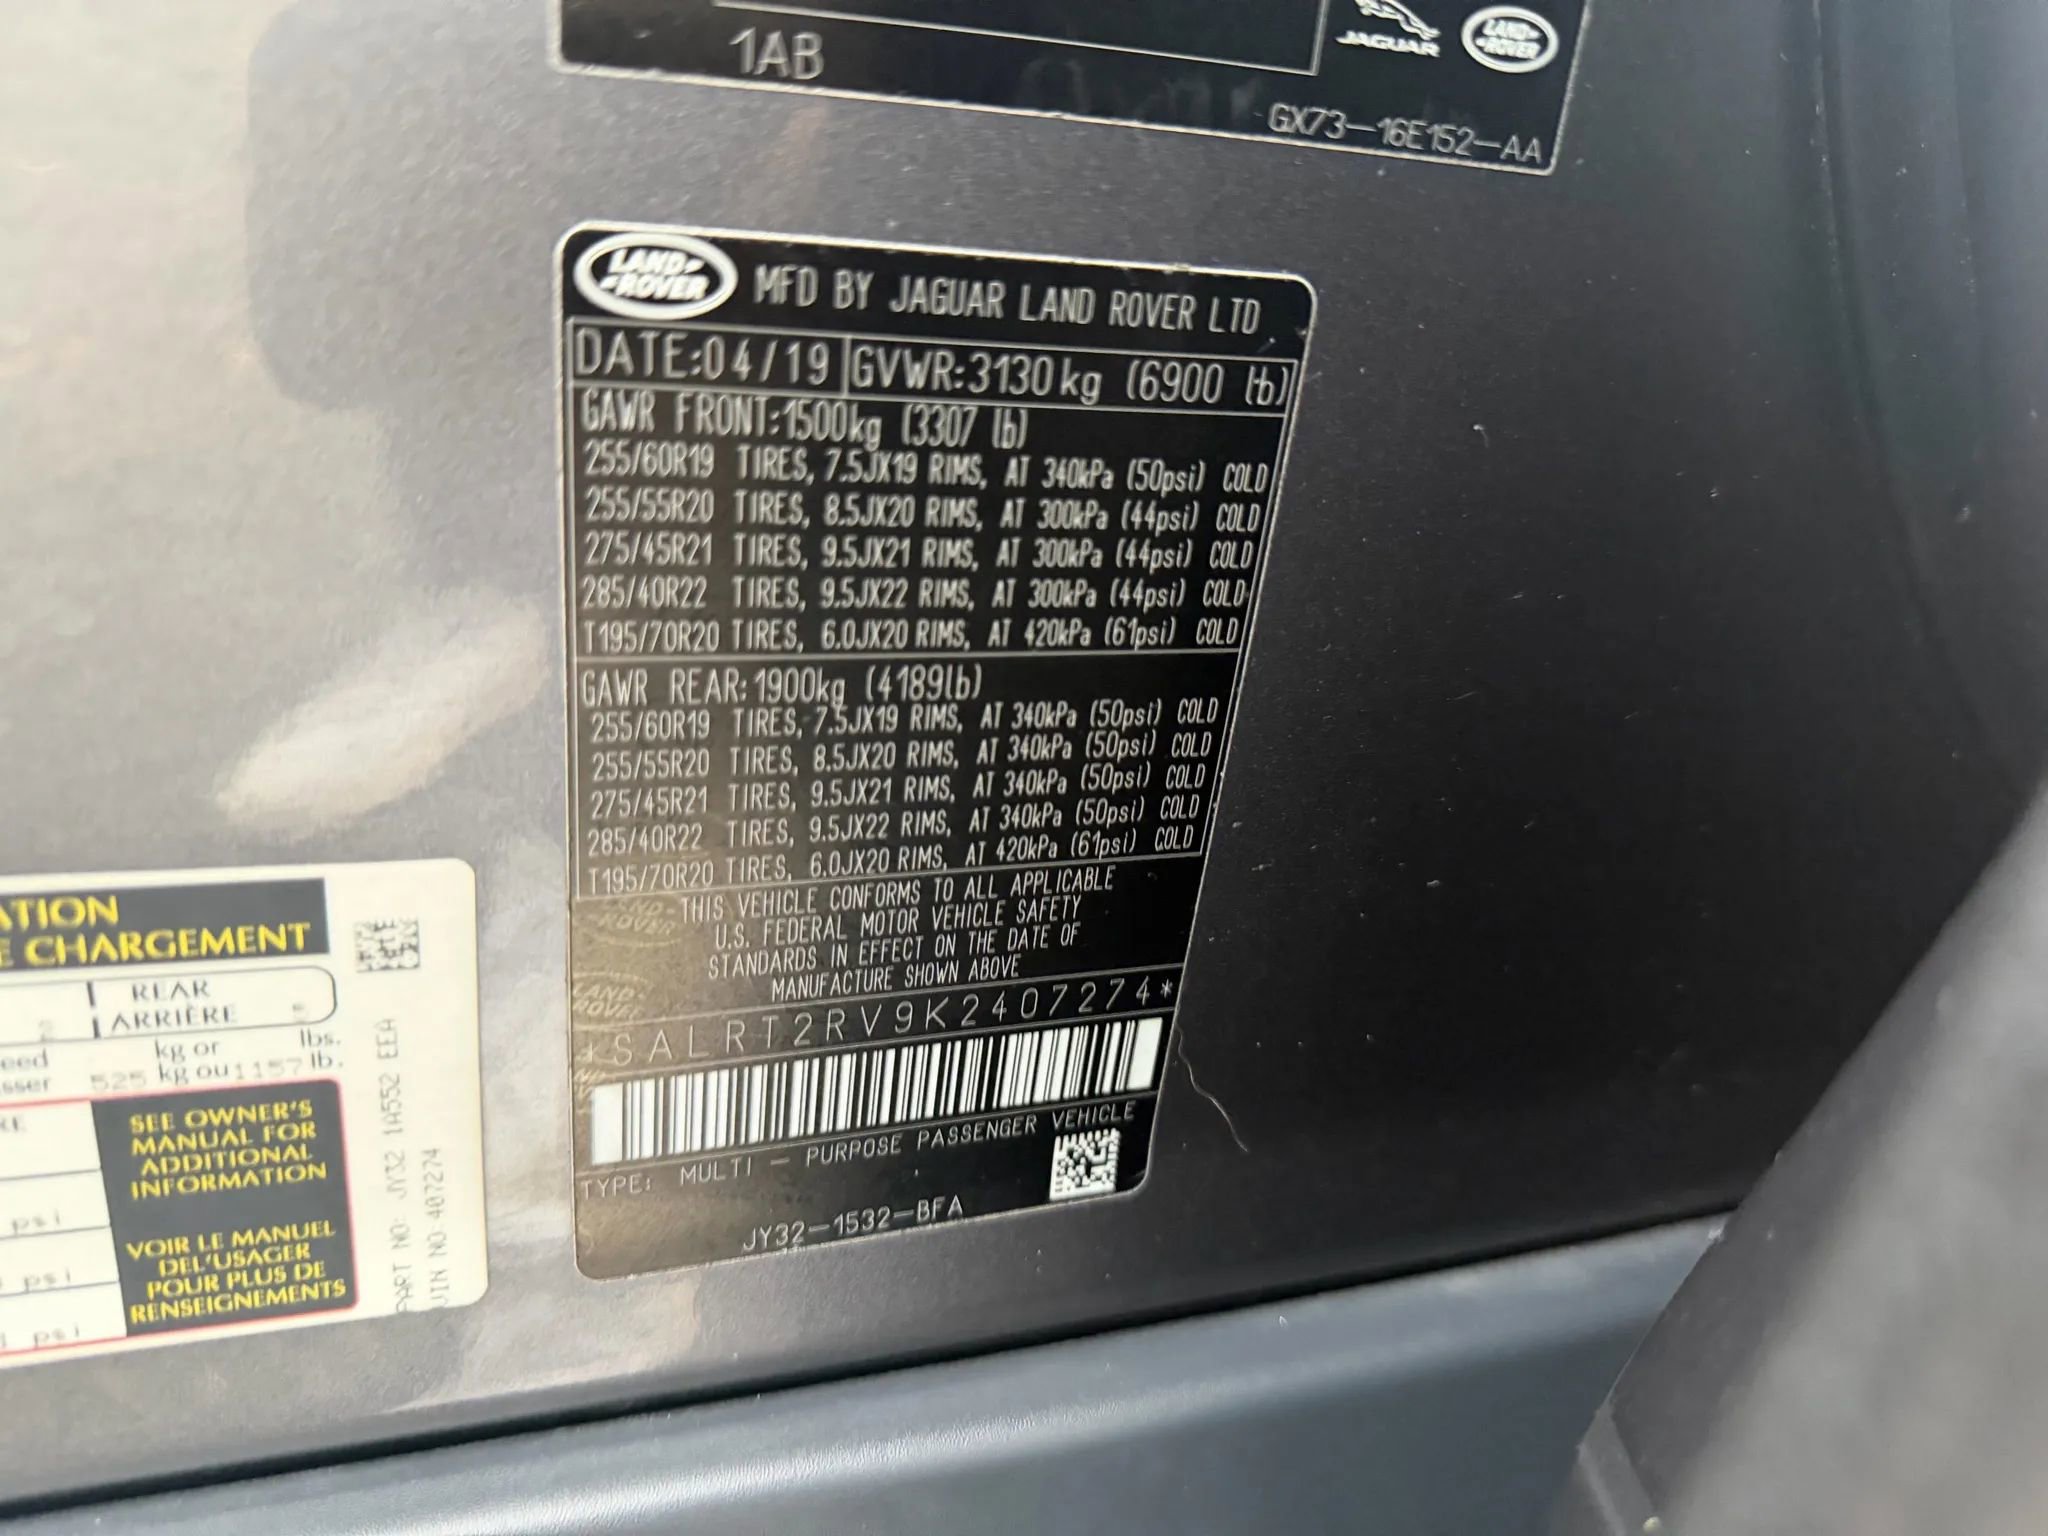 1AB
JAGUAR
LAND ROVER
GX73-16E152-AA
LAND ROVER
MFD BY JAGUAR LAND ROVER LTD
DATE:04/19 GVWR:3130kg (6900 lb)
GAWR FRONT:1500kg (3307 lb)
255/60R19 TIRES, 7.5JX19 RIMS, AT 340kPa (50psi) COLD
255/55R20 TIRES, 8.5JX20 RIMS, AT 300kPa (44psi) COLD
275/45R21 TIRES, 9.5JX21 RIMS, AT 300kPa (44psi) COLD
285/40R22 TIRES, 9.5JX22 RIMS, AT 300kPa (44psi) COLD
T195/70R20 TIRES, 6.0JX20 RIMS, AT 420kPa (61psi) COLD
GAWR REAR:1900kg (4189lb)
255/60R19 TIRES, 7.5JX19 RIMS, AT 340kPa (50psi) COLD
255/55R20 TIRES, 8.5JX20 RIMS, AT 340kPa (50psi) COLD
275/45R21 TIRES, 9.5JX21 RIMS, AT 340kPa (50psi) COLD
285/40R22 TIRES, 9.5JX22 RIMS, AT 340kPa (50psi) COLD
T195/70R20 TIRES, 6.0JX20 RIMS, AT 420kPa (61psi) COLD
THIS VEHICLE CONFORMS TO ALL APPLICABLE
U.S. FEDERAL MOTOR VEHICLE SAFETY
STANDARDS IN EFFECT ON THE DATE OF
MANUFACTURE SHOWN ABOVE
*SALRT2RV9K2407274*
TYPE: MULTI - PURPOSE PASSENGER VEHICLE
JY32-1532-BFA
ATION
E CHARGEMENT
REAR
ARRIÈRE
eed kg or lbs.
sser 525 kg ou 1157 lb.
RE
psi
psi
psi
SEE OWNER'S
MANUAL FOR
ADDITIONAL
INFORMATION
VOIR LE MANUEL
DEL'USAGER
POUR PLUS DE
RENSEIGNEMENTS
PART NO: JY32 1A552 EEA
VIN NO 407274